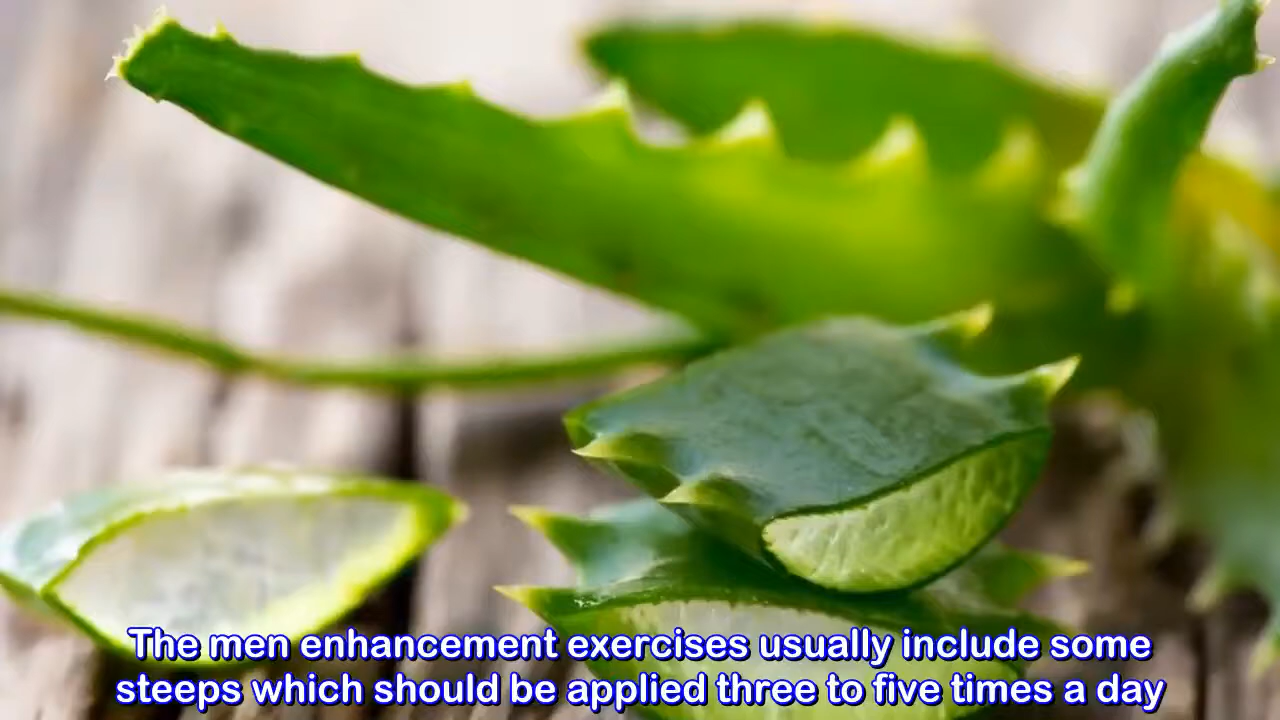 The men enhancement exercises usually include some
steeps which should be applied three to five times a day